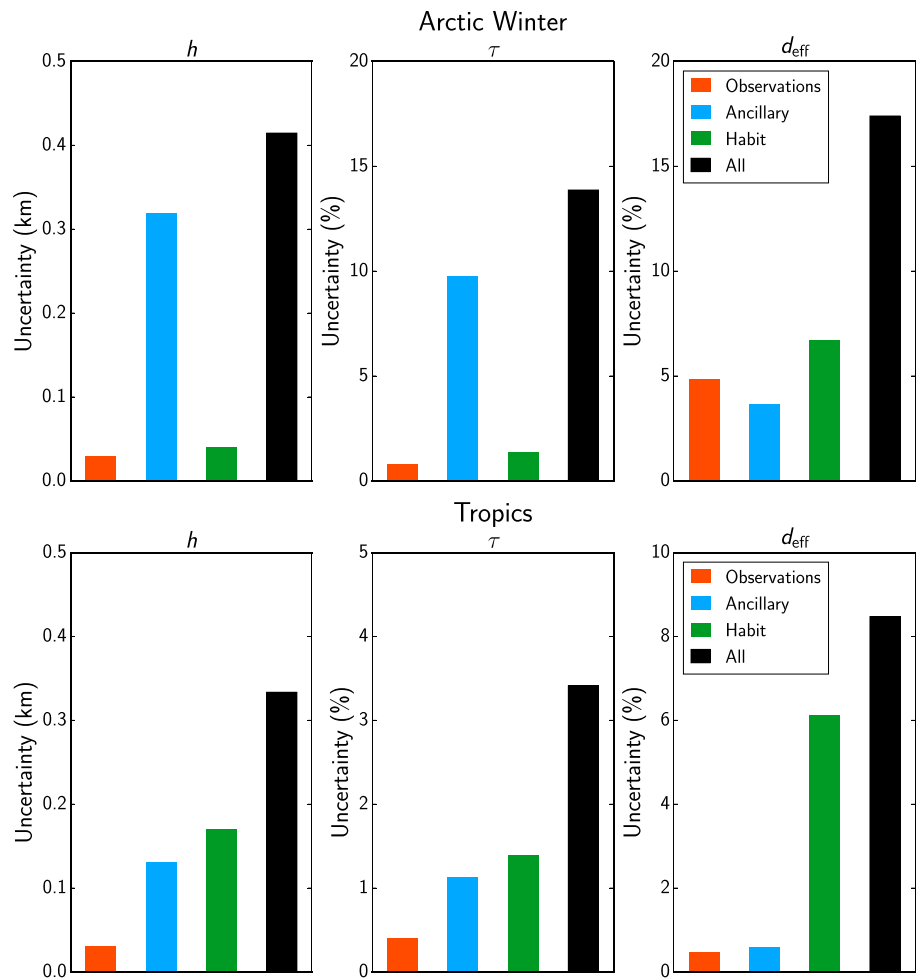 Arctic Winter
h
τ
d_eff
0.5
0.4
0.3
0.2
0.1
0.0
Uncertainty (km)
20
15
10
5
0
Uncertainty (%)
20
15
10
5
0
Uncertainty (%)
Observations
Ancillary
Habit
All
Tropics
h
τ
d_eff
0.5
0.4
0.3
0.2
0.1
0.0
Uncertainty (km)
5
4
3
2
1
0
Uncertainty (%)
10
8
6
4
2
0
Uncertainty (%)
Observations
Ancillary
Habit
All